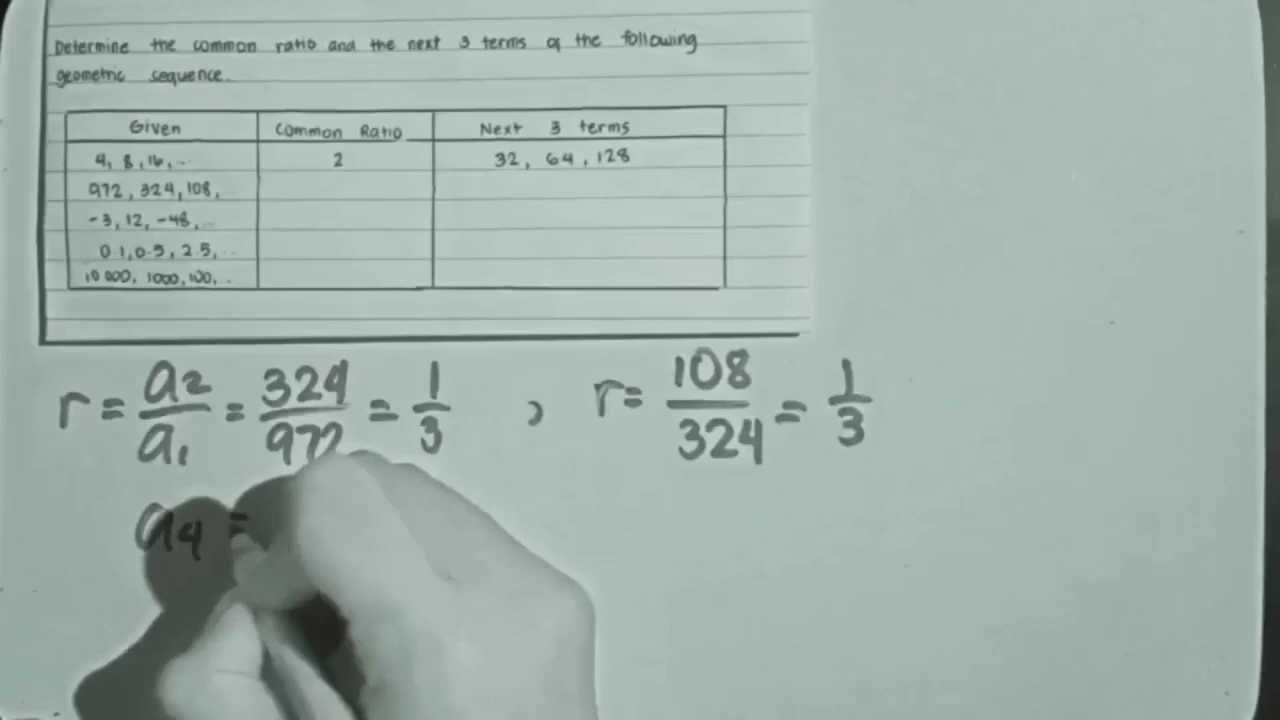 Determine the common ratio and the next 3 terms of the following
geometric sequence.
Given Common Ratio Next 3 terms
4, 8, 16, ... 2 32, 64, 128
972, 324, 108,
-3, 12, -48, ..
0.1, 0.5, 2.5, ..
10 000, 1000, 100, ..
r = a₂/a₁ = 324/972 = 1/3 , r = 108/324 = 1/3
a₄ =